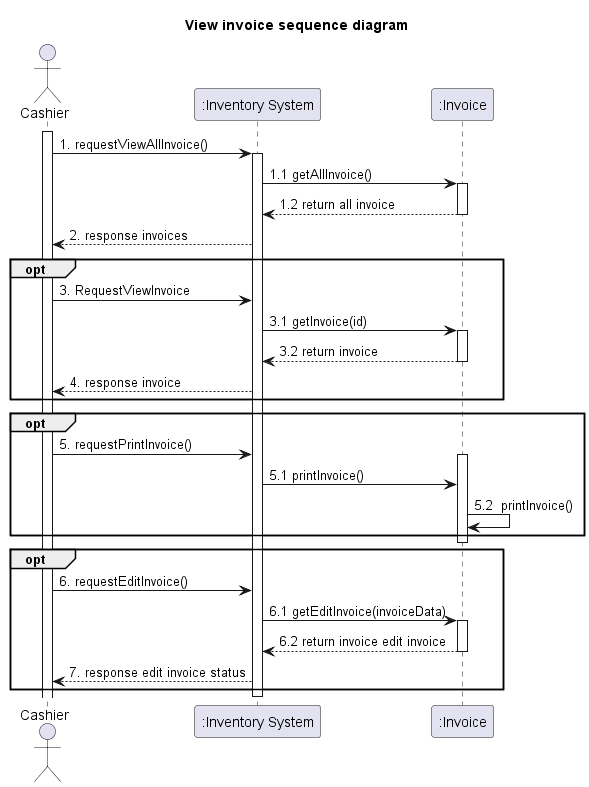 View invoice sequence diagram
Cashier
:Inventory System
:Invoice
1. requestViewAllInvoice()
1.1 getAllInvoice()
1.2 return all invoice
2. response invoices
opt
3. RequestViewInvoice
3.1 getInvoice(id)
3.2 return invoice
4. response invoice
opt
5. requestPrintInvoice()
5.1 printInvoice()
5.2 printInvoice()
opt
6. requestEditInvoice()
6.1 getEditInvoice(invoiceData)
6.2 return invoice edit invoice
7. response edit invoice status
Cashier
:Inventory System
:Invoice